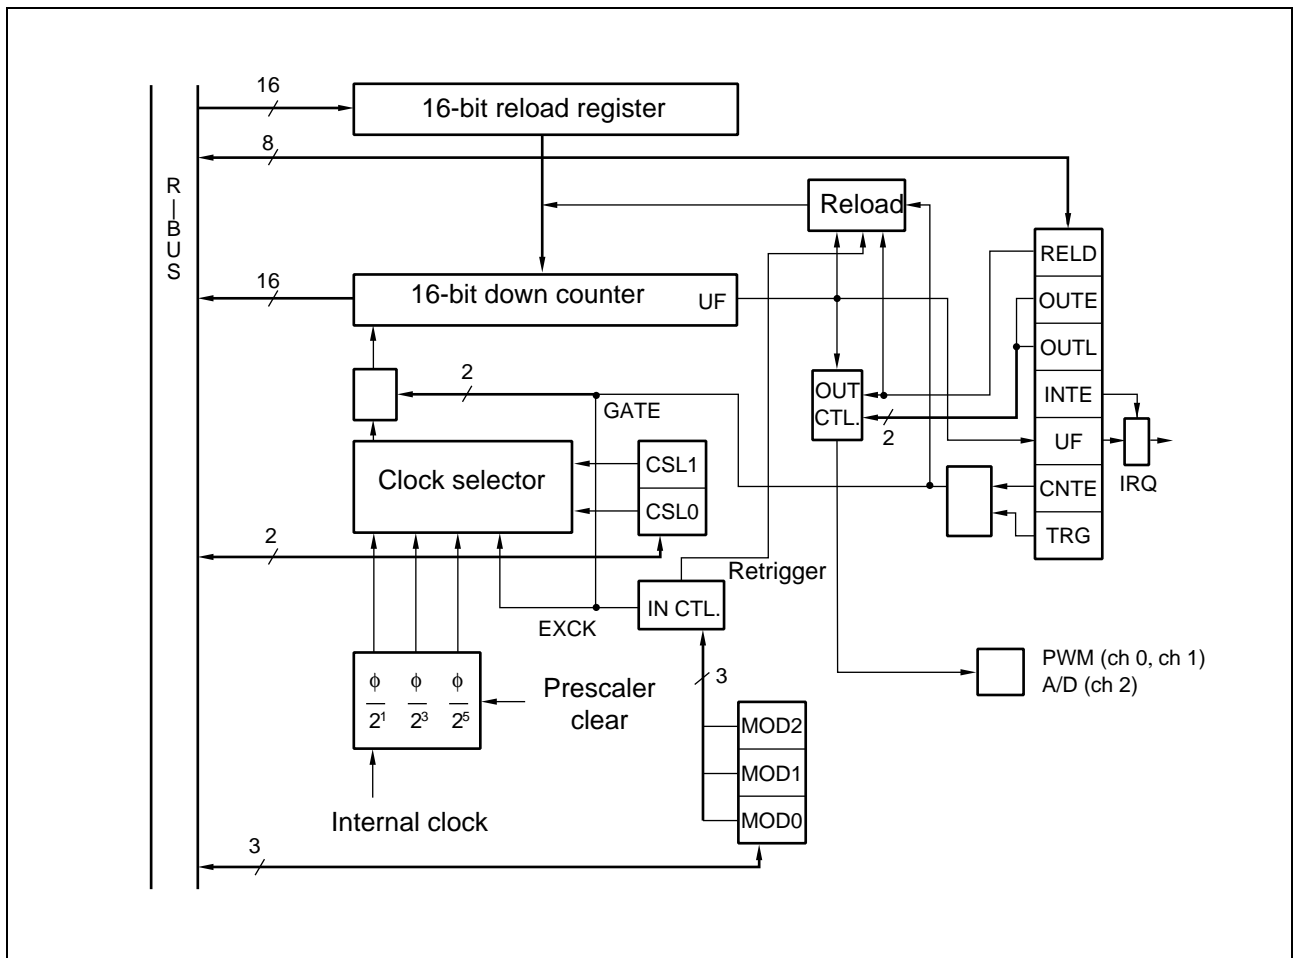 16
16-bit reload register
8
R
|
B
U
S
Reload
RELD
16
16-bit down counter
UF
OUTE
OUTL
2
GATE
OUT
CTL.
2
INTE
UF
IRQ
Clock selector
CSL1
CSL0
CNTE
TRG
2
Retrigger
IN CTL.
EXCK
3
PWM (ch 0, ch 1)
A/D (ch 2)
ϕ ϕ ϕ
2¹ 2³ 2⁵
Prescaler
clear
MOD2
MOD1
MOD0
Internal clock
3